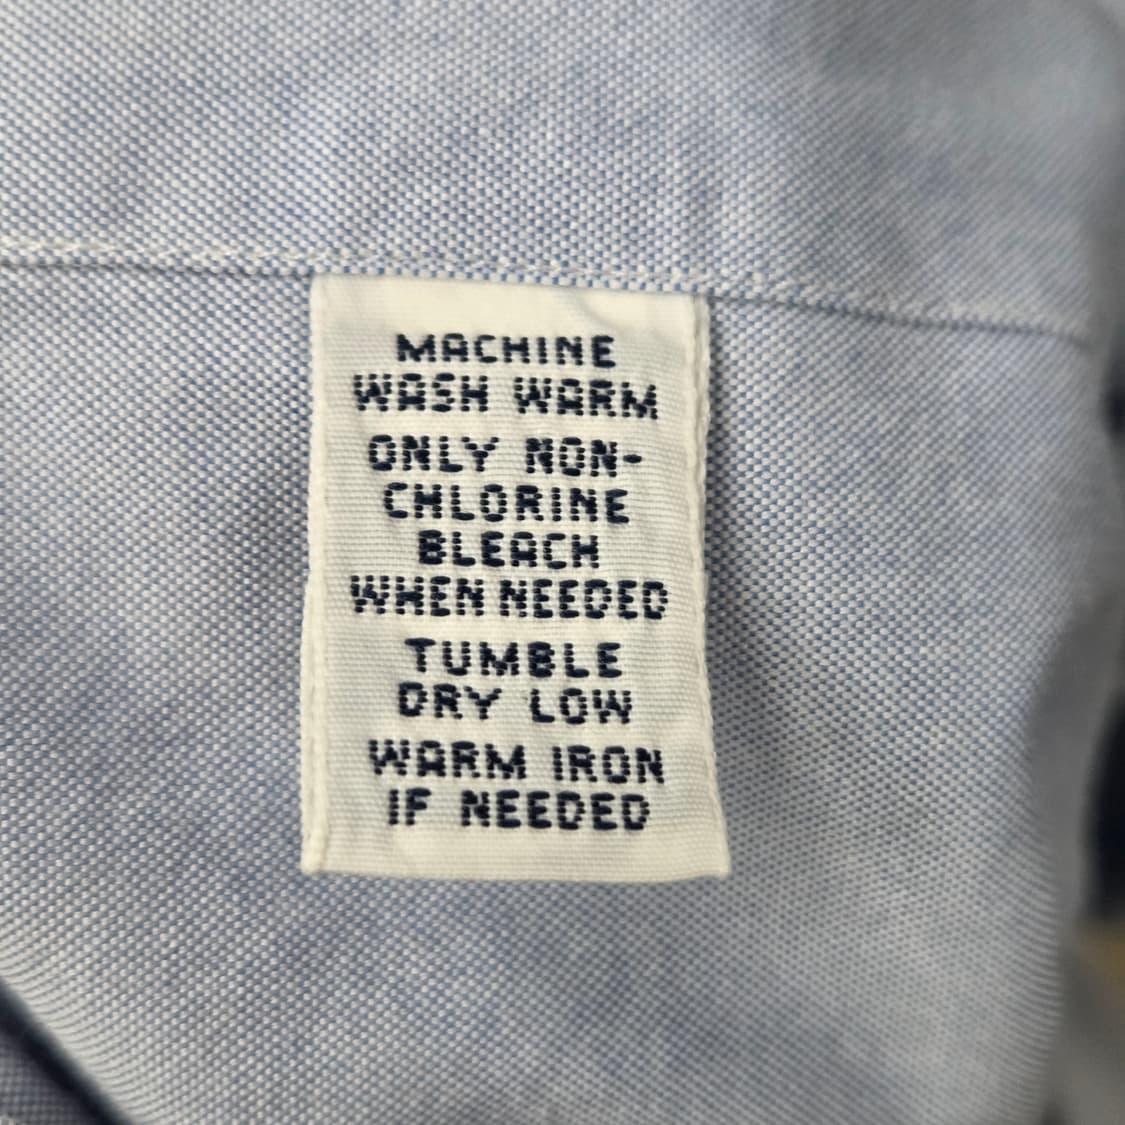 MACHINE
WASH WARM
ONLY NON-
CHLORINE
BLEACH
WHEN NEEDED
TUMBLE
DRY LOW
WARM IRON
IF NEEDED